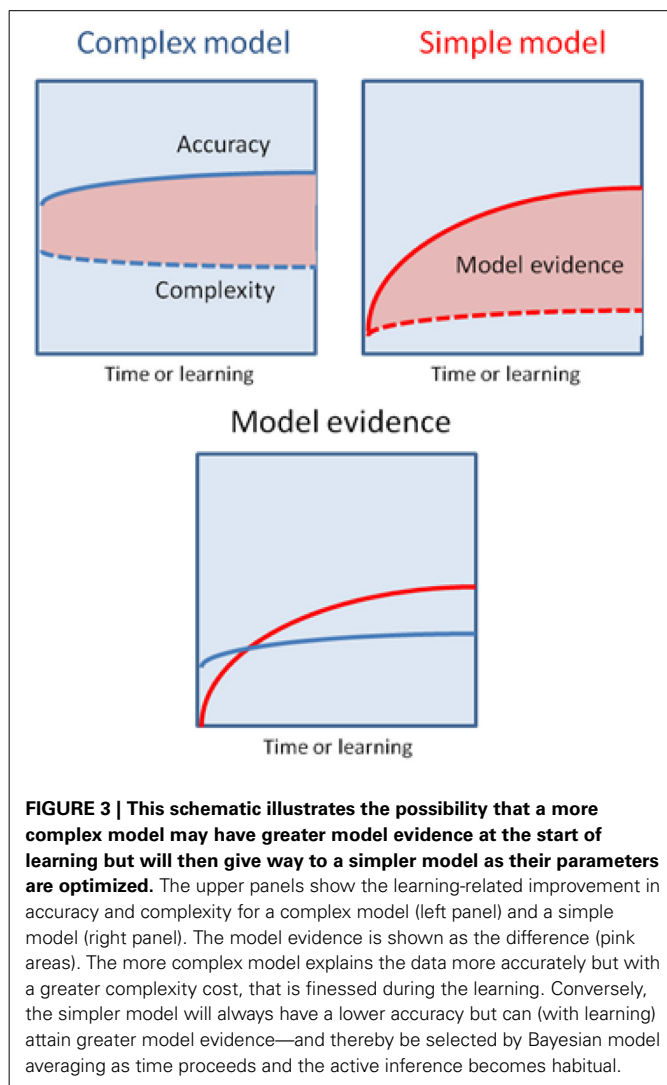 Complex model
Simple model
Accuracy
Complexity
Time or learning
Model evidence
Time or learning
Model evidence
Time or learning
FIGURE 3 | This schematic illustrates the possibility that a more
complex model may have greater model evidence at the start of
learning but will then give way to a simpler model as their parameters
are optimized. The upper panels show the learning-related improvement in
accuracy and complexity for a complex model (left panel) and a simple
model (right panel). The model evidence is shown as the difference (pink
areas). The more complex model explains the data more accurately but with
a greater complexity cost, that is finessed during the learning. Conversely,
the simpler model will always have a lower accuracy but can (with learning)
attain greater model evidence—and thereby be selected by Bayesian model
averaging as time proceeds and the active inference becomes habitual.